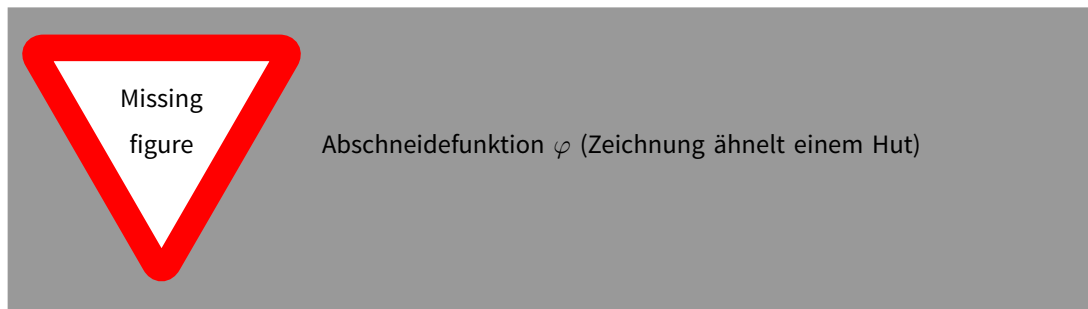 Missing
figure
Abschneidefunktion φ (Zeichnung ähnelt einem Hut)